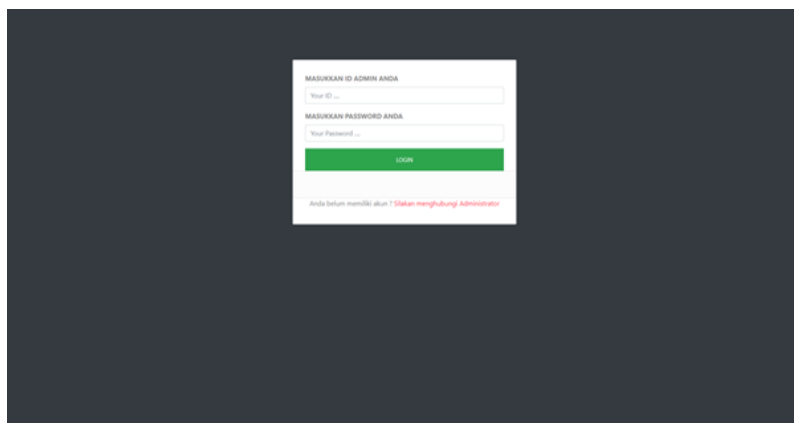 MASUKKAN ID ADMIN ANDA
Your ID ...
MASUKKAN PASSWORD ANDA
Your Password ...
LOGIN
Anda belum memiliki akun ? Silakan menghubungi Administrator